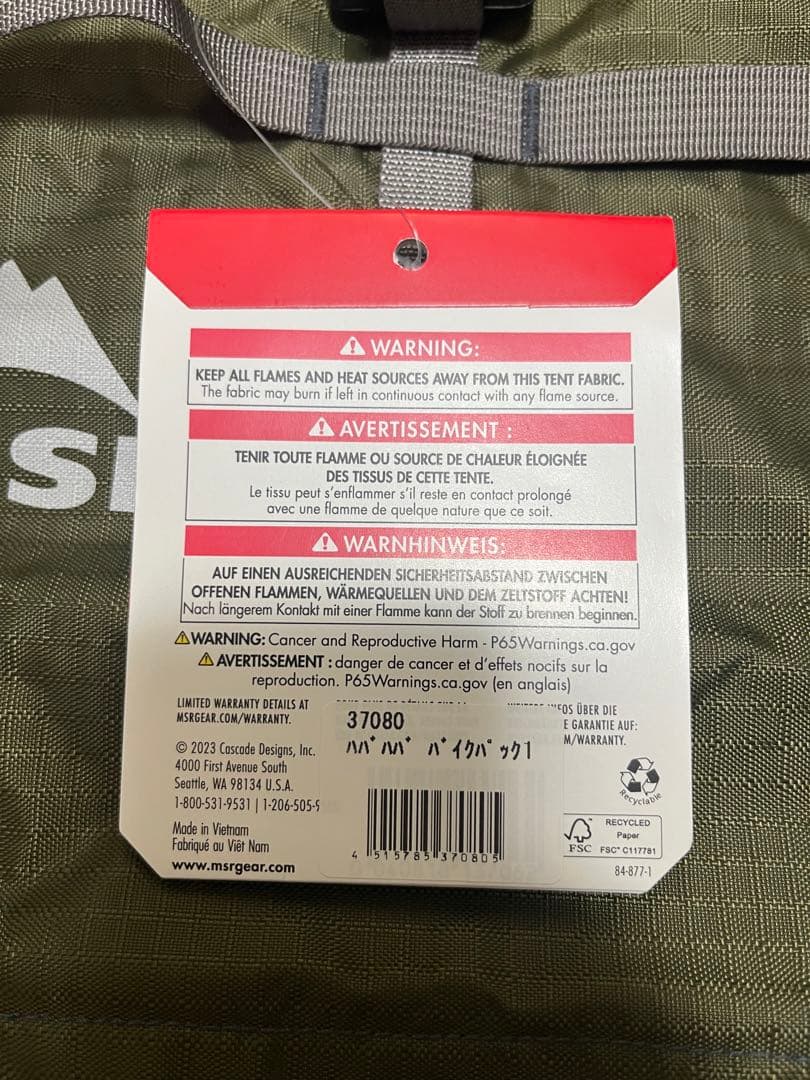 WARNING:
KEEP ALL FLAMES AND HEAT SOURCES AWAY FROM THIS TENT FABRIC.
The fabric may burn if left in continuous contact with any flame source.
AVERTISSEMENT :
TENIR TOUTE FLAMME OU SOURCE DE CHALEUR ÉLOIGNÉE
DES TISSUS DE CETTE TENTE.
Le tissu peut s'enflammer s'il reste en contact prolongé
avec une flamme de quelque nature que ce soit.
WARNHINWEIS:
AUF EINEN AUSREICHENDEN SICHERHEITSABSTAND ZWISCHEN
OFFENEN FLAMMEN, WÄRMEQUELLEN UND DEM ZELTSTOFF ACHTEN!
Nach längerem Kontakt mit einer Flamme kann der Stoff zu brennen beginnen.
WARNING: Cancer and Reproductive Harm - P65Warnings.ca.gov
AVERTISSEMENT : danger de cancer et d'effets nocifs sur la
reproduction. P65Warnings.ca.gov (en anglais)
LIMITED WARRANTY DETAILS AT
MSRGEAR.COM/WARRANTY.
© 2023 Cascade Designs, Inc.
4000 First Avenue South
Seattle, WA 98134 U.S.A.
1-800-531-9531 | 1-206-505-9
Made in Vietnam
Fabriqué au Viêt Nam
www.msrgear.com
37080
ﾊﾊﾞﾊﾊﾞ ﾊﾞｲｸﾊﾟｯｸ1
4 515785 370805
ÜBER DIE
E GARANTIE AUF:
M/WARRANTY.
Recyclable
FSC
RECYCLED
Paper
FSC® C117781
84-877-1
S